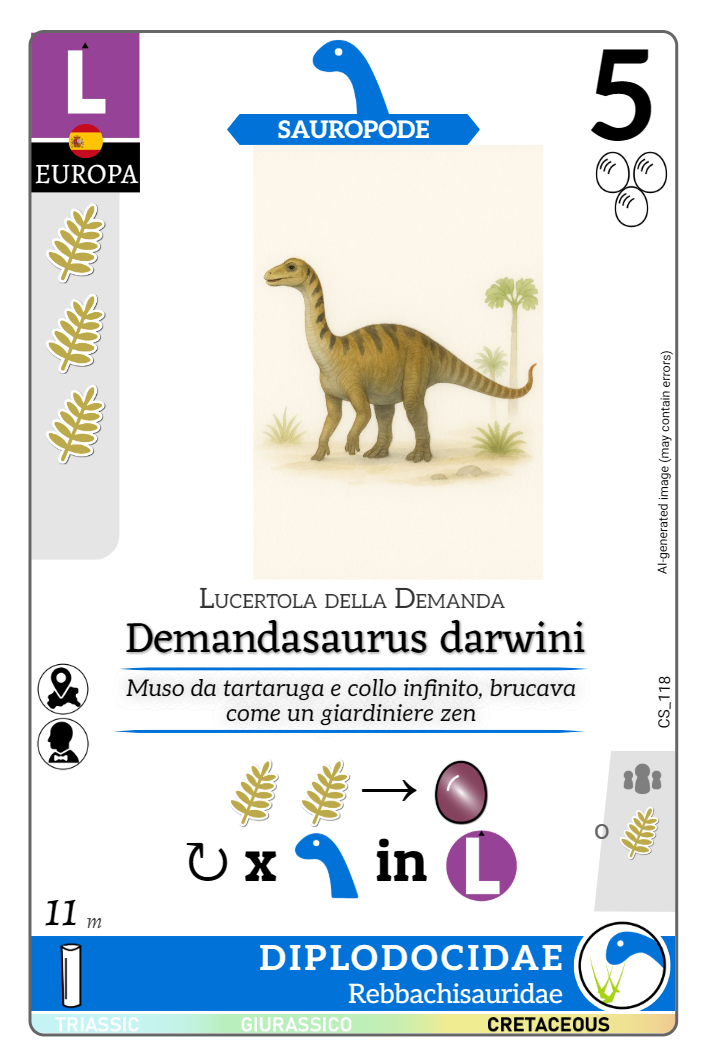 L
EUROPA
SAUROPODE
5
AI-generated image (may contain errors)
LUCERTOLA DELLA DEMANDA
Demandasaurus darwini
Muso da tartaruga e collo infinito, brucava
come un giardiniere zen
CS_118
→
↻ x in L
o
11 m
DIPLODOCIDAE
Rebbachisauridae
TRIASSIC GIURASSICO CRETACEOUS